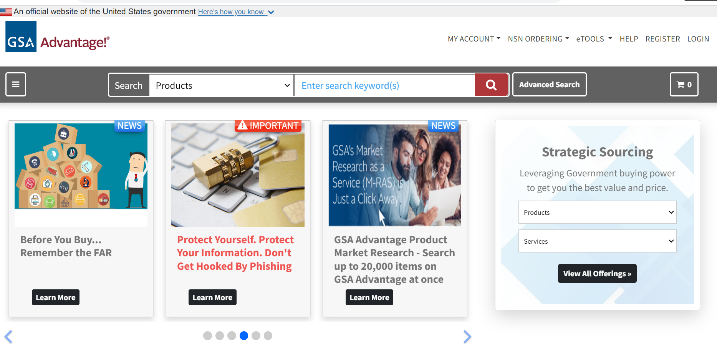 An official website of the United States government Here's how you know
GSA Advantage!®
MY ACCOUNT NSN ORDERING eTOOLS HELP REGISTER LOGIN
Search Products Enter search keyword(s) Advanced Search 0
NEWS
IMPORTANT
NEWS
GSA's Market
Research as a
Service (M-RAS) is
Just a Click Away
Before You Buy...
Remember the FAR
Learn More
Protect Yourself. Protect
Your Information. Don't
Get Hooked By Phishing
Learn More
GSA Advantage Product
Market Research - Search
up to 20,000 items on
GSA Advantage at once
Learn More
Strategic Sourcing
Leveraging Government buying power
to get you the best value and price.
Products
Services
View All Offerings »